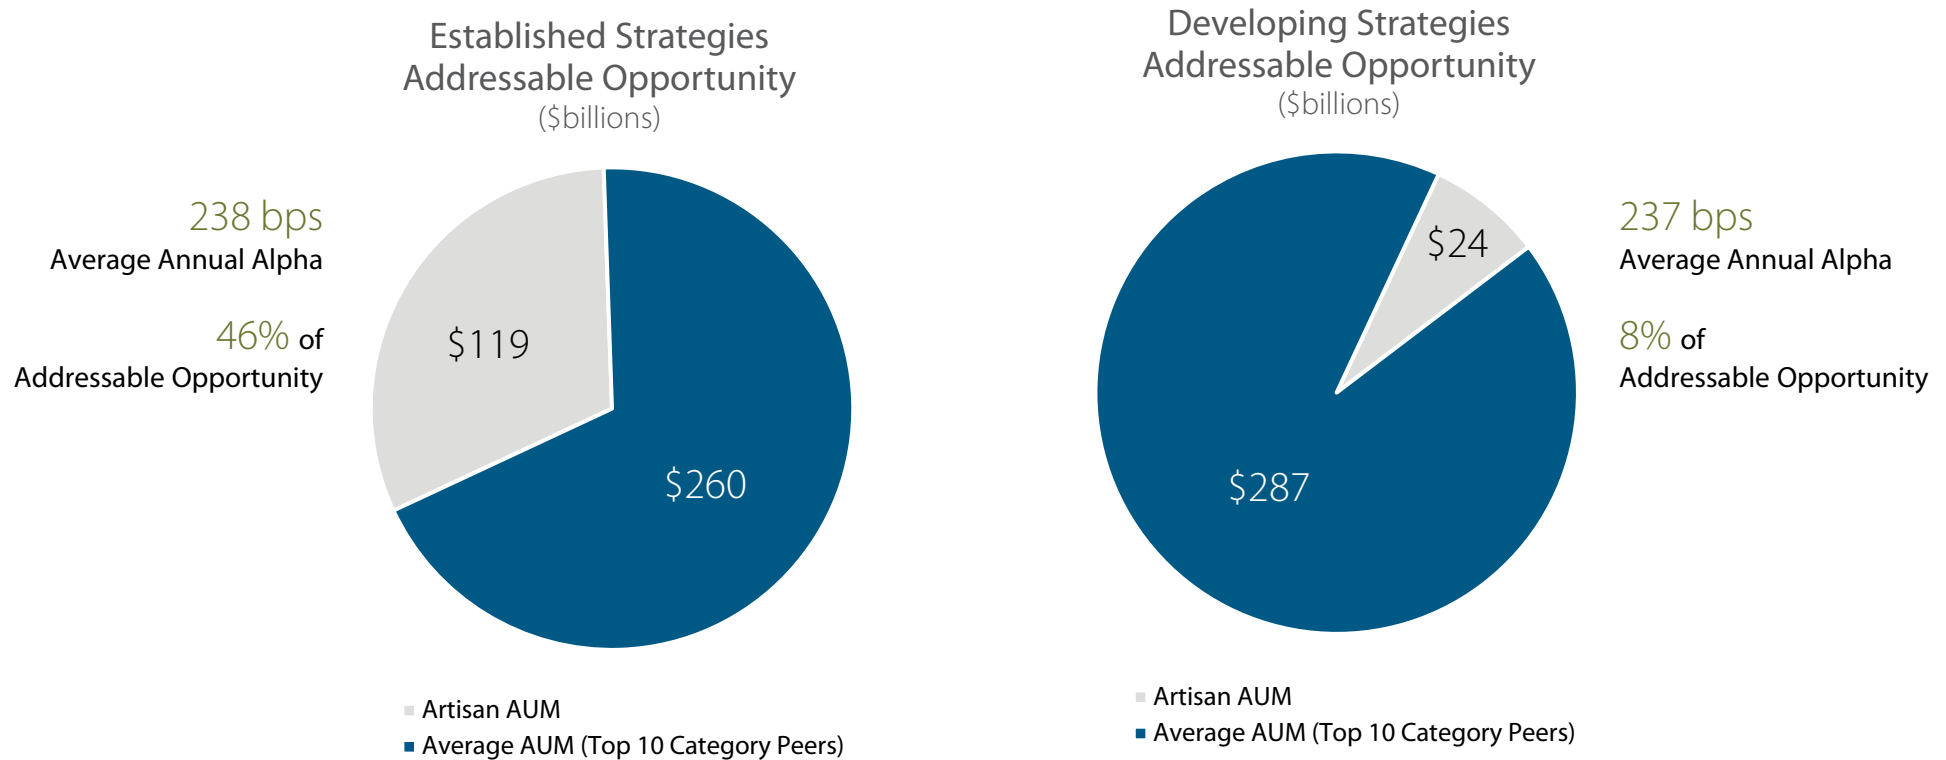 Established Strategies
Addressable Opportunity
($billions)
238 bps
Average Annual Alpha
46% of
Addressable Opportunity
$119
$260
Artisan AUM
Average AUM (Top 10 Category Peers)
Developing Strategies
Addressable Opportunity
($billions)
$24
$287
237 bps
Average Annual Alpha
8% of
Addressable Opportunity
Artisan AUM
Average AUM (Top 10 Category Peers)